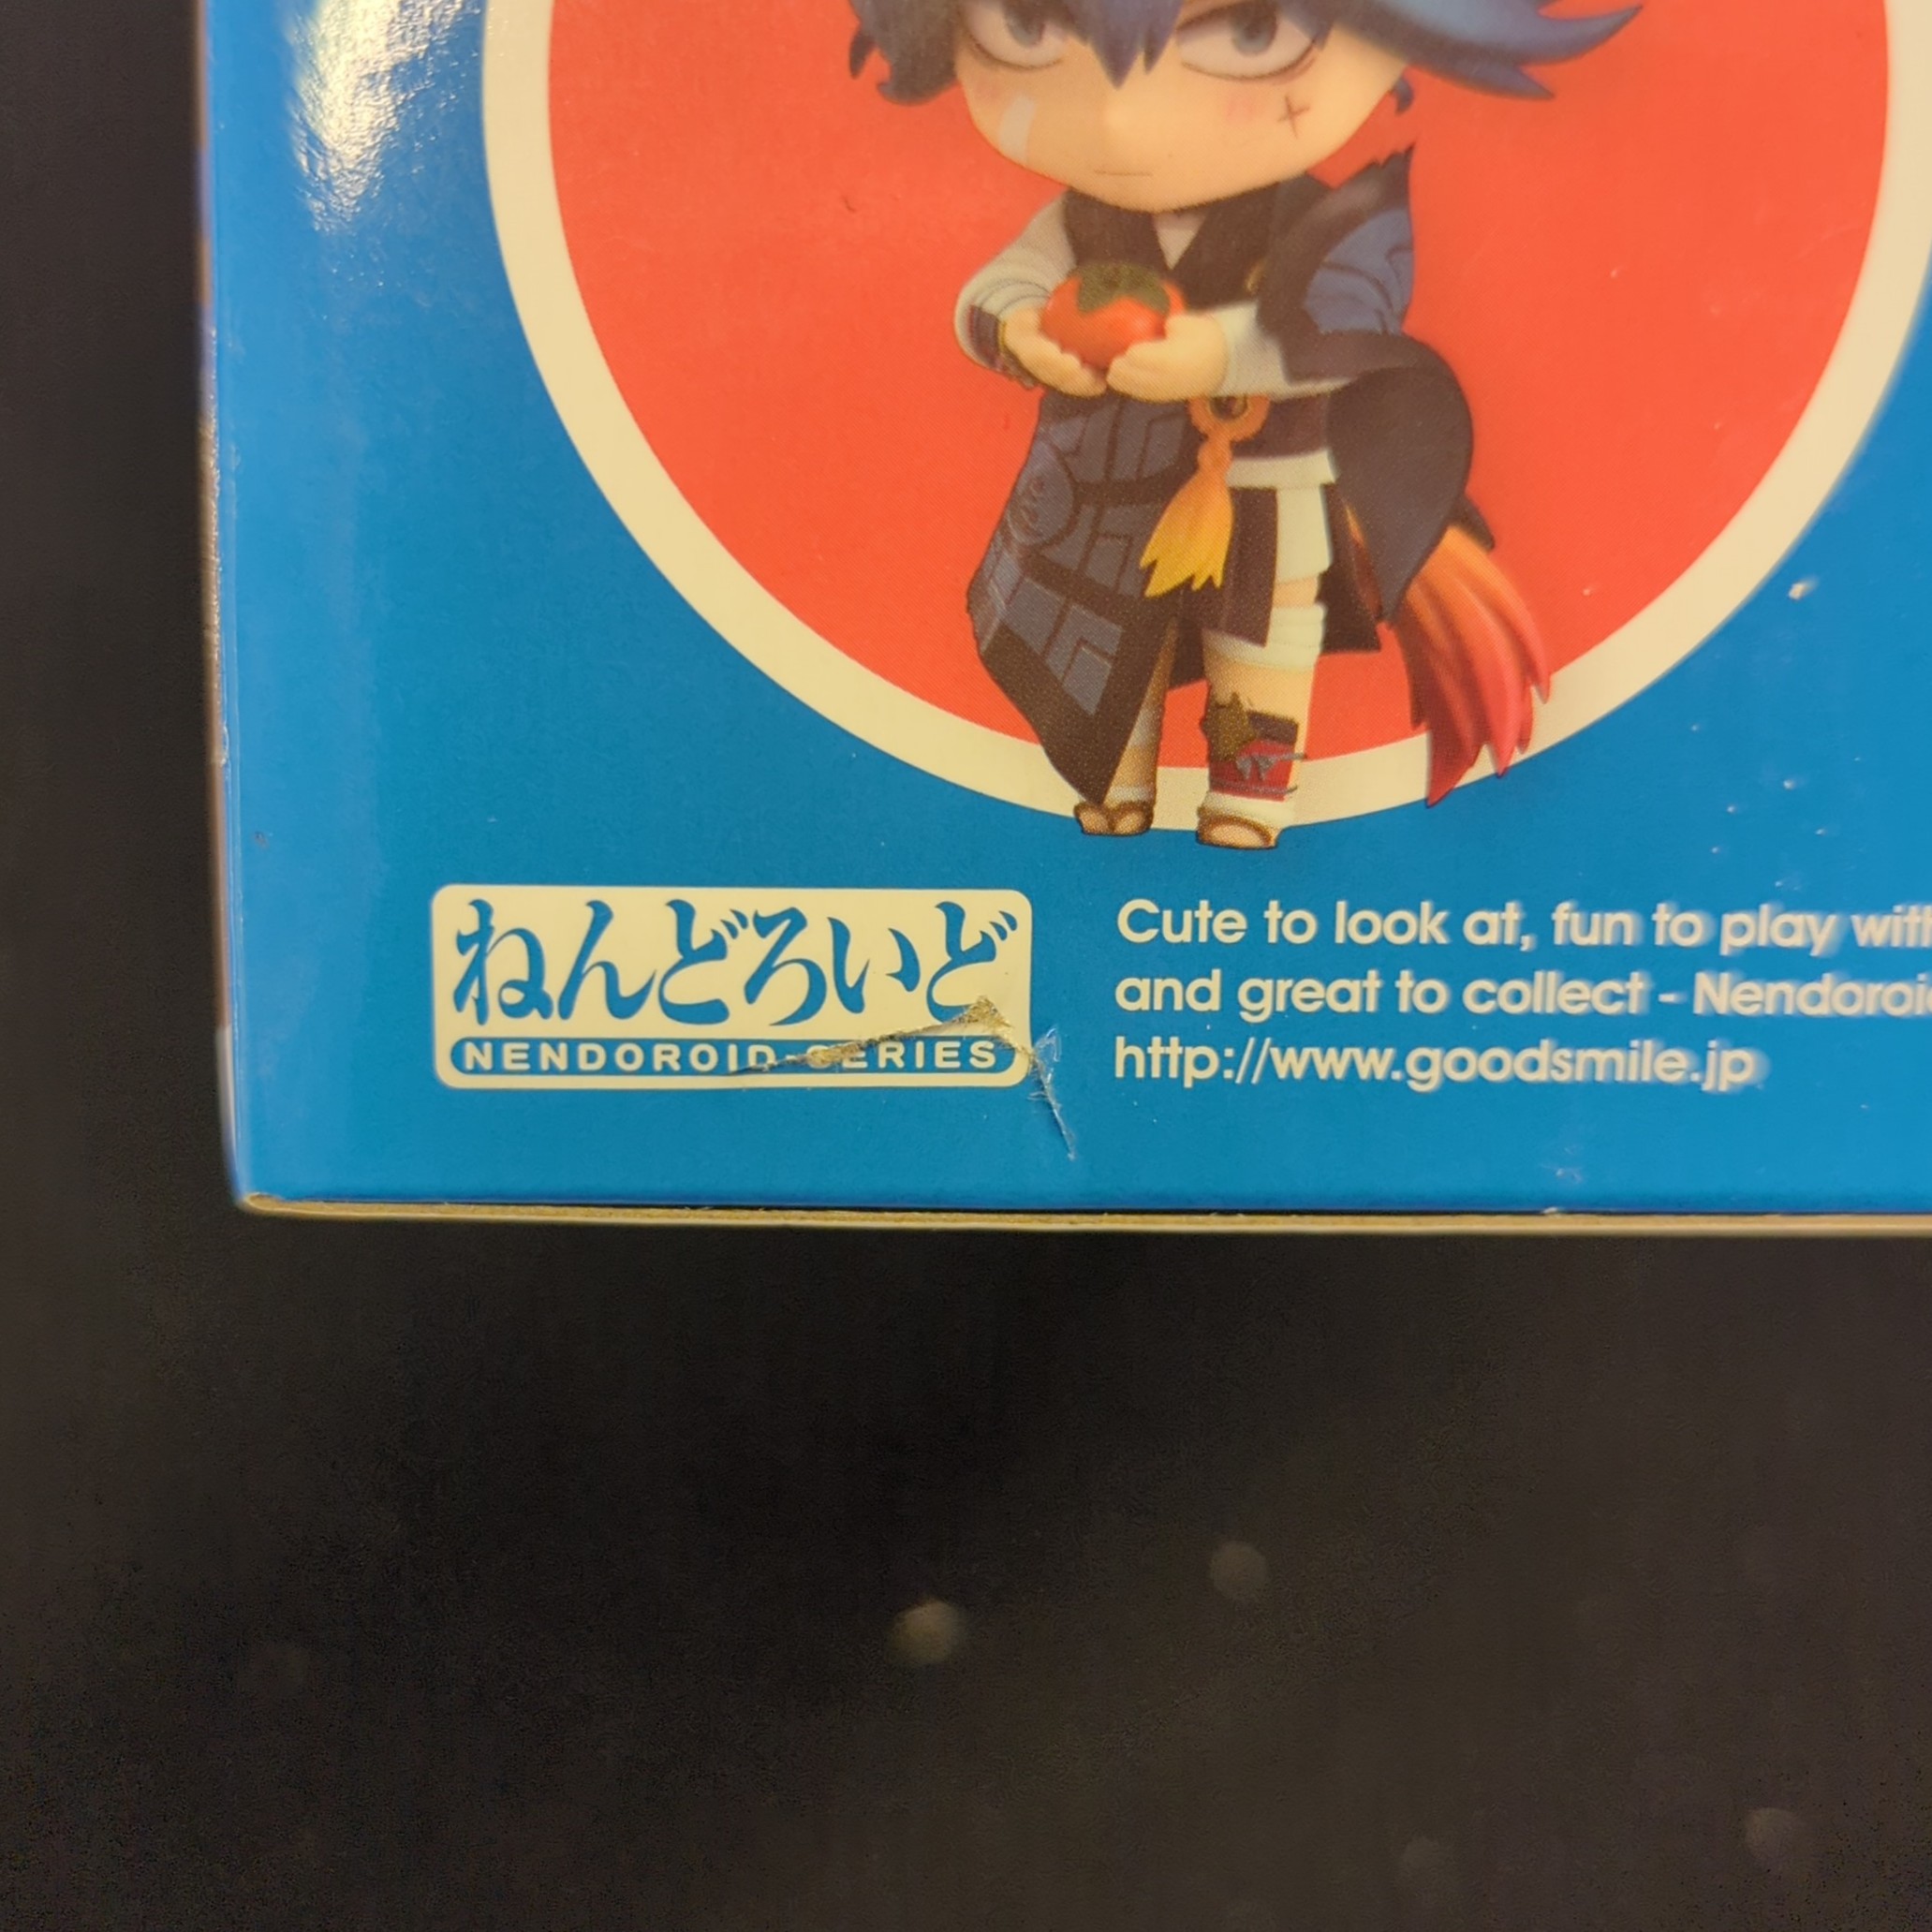 ねんどろいど
NENDOROID SERIES
Cute to look at, fun to play with
and great to collect - Nendoroid
http://www.goodsmile.jp